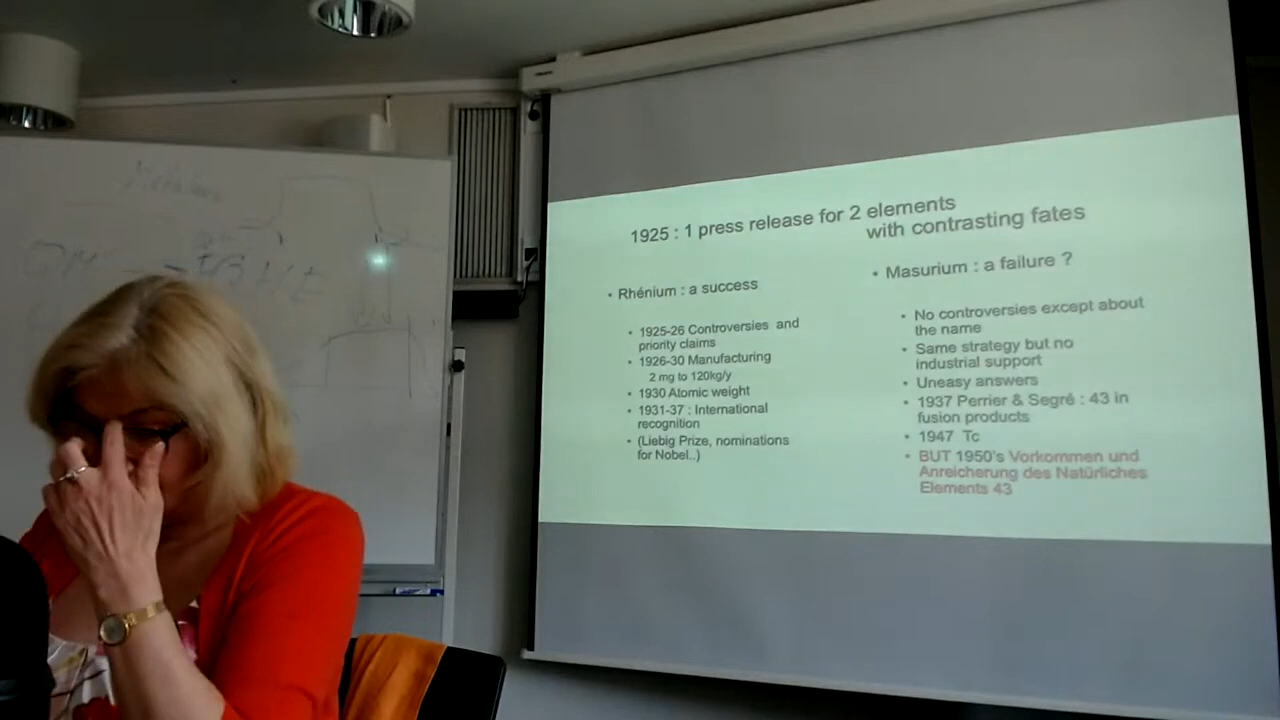 1925 : 1 press release for 2 elements
with contrasting fates
• Rhénium : a success
• 1925-26 Controversies and
priority claims
• 1926-30 Manufacturing
2 mg to 120kg/y
• 1930 Atomic weight
• 1931-37 : International
recognition
• (Liebig Prize, nominations
for Nobel..)
• Masurium : a failure ?
• No controversies except about
the name
• Same strategy but no
industrial support
• Uneasy answers
• 1937 Perrier & Segré : 43 in
fusion products
• 1947 Tc
• BUT 1950's Vorkommen und
Anreicherung des Natürliches
Elements 43